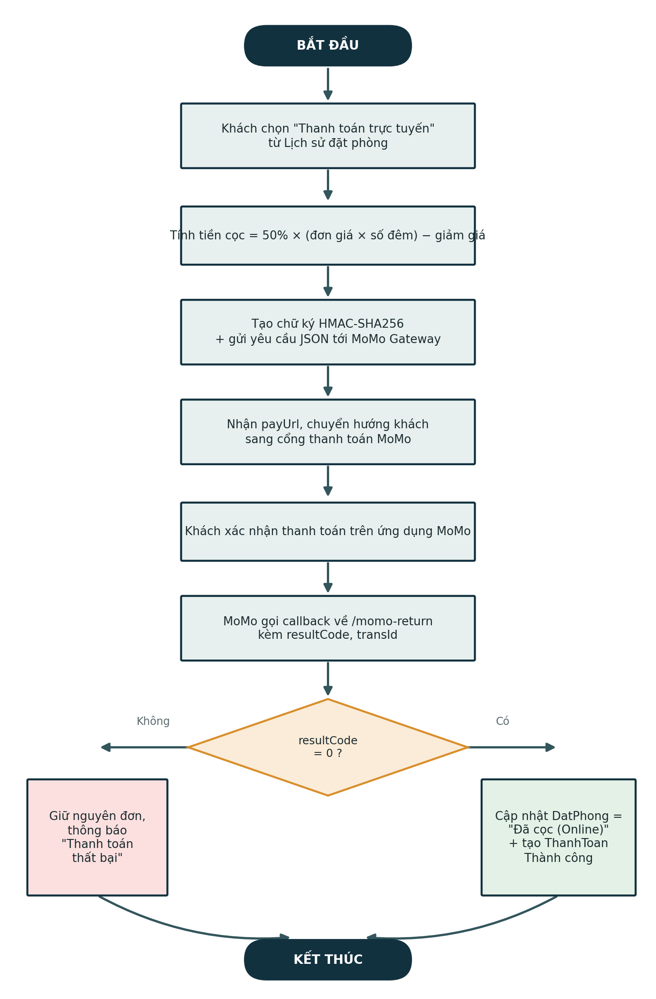 BẮT ĐẦU
Khách chọn "Thanh toán trực tuyến"
từ Lịch sử đặt phòng
Tính tiền cọc = 50% × (đơn giá × số đêm) − giảm giá
Tạo chữ ký HMAC-SHA256
+ gửi yêu cầu JSON tới MoMo Gateway
Nhận payUrl, chuyển hướng khách
sang cổng thanh toán MoMo
Khách xác nhận thanh toán trên ứng dụng MoMo
MoMo gọi callback về /momo-return
kèm resultCode, transId
Không
Có
resultCode
= 0 ?
Giữ nguyên đơn,
thông báo
"Thanh toán
thất bại"
Cập nhật DatPhong =
"Đã cọc (Online)"
+ tạo ThanhToan
Thành công
KẾT THÚC